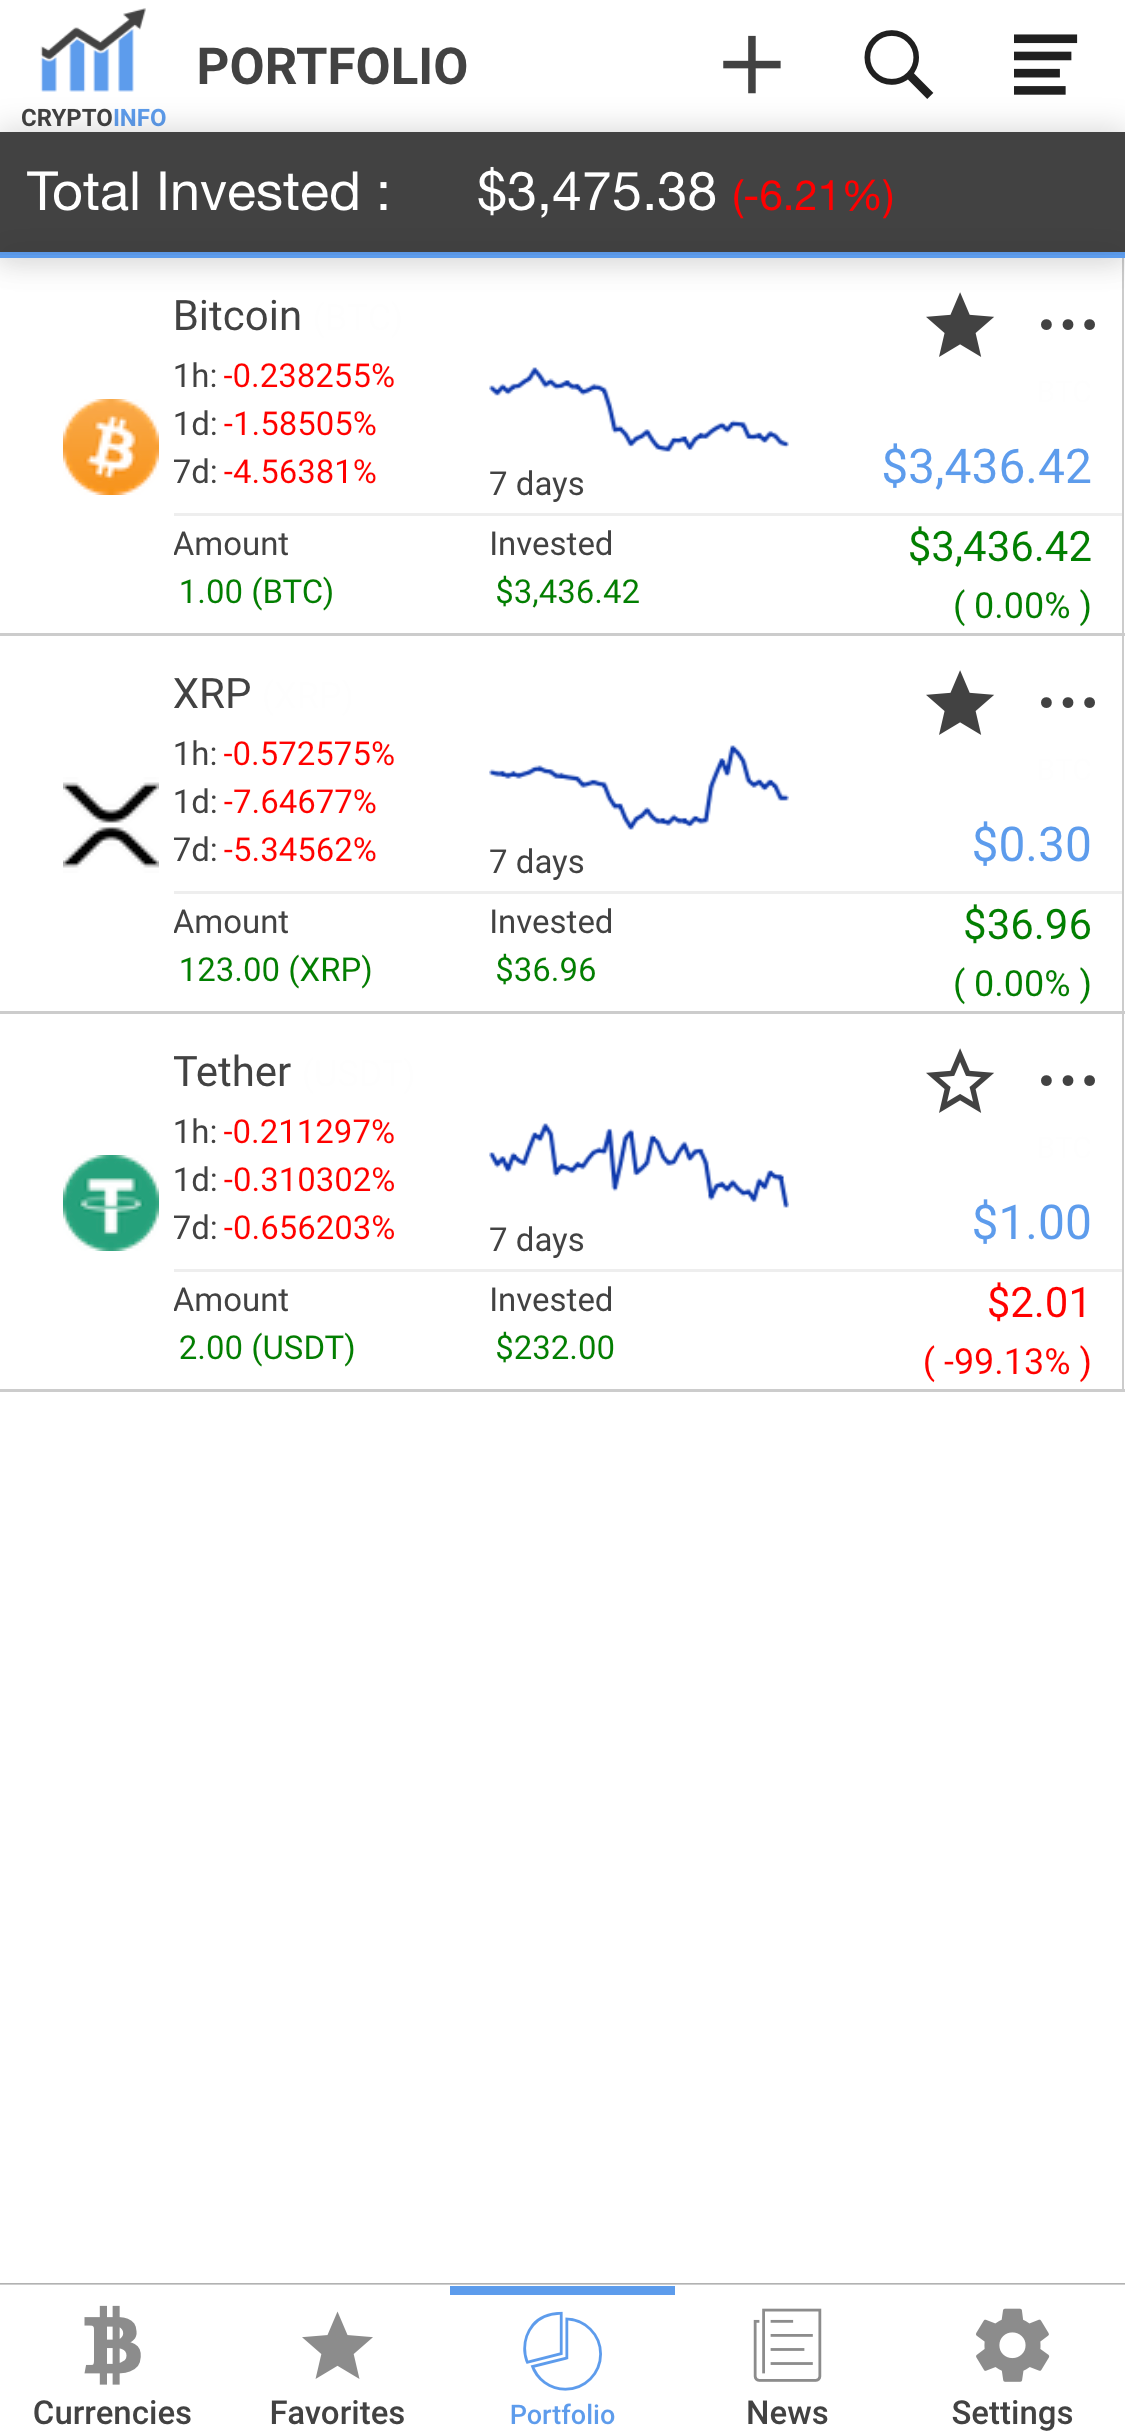 PORTFOLIO
CRYPTOINFO
Total Invested : $3,475.38 (-6.21%)
Bitcoin
1h: -0.238255%
1d: -1.58505%
7d: -4.56381%
7 days
$3,436.42
Amount Invested $3,436.42
1.00 (BTC) $3,436.42 ( 0.00% )
XRP
1h: -0.572575%
1d: -7.64677%
7d: -5.34562%
7 days
$0.30
Amount Invested $36.96
123.00 (XRP) $36.96 ( 0.00% )
Tether
1h: -0.211297%
1d: -0.310302%
7d: -0.656203%
7 days
$1.00
Amount Invested $2.01
2.00 (USDT) $232.00 ( -99.13% )
Currencies Favorites Portfolio News Settings